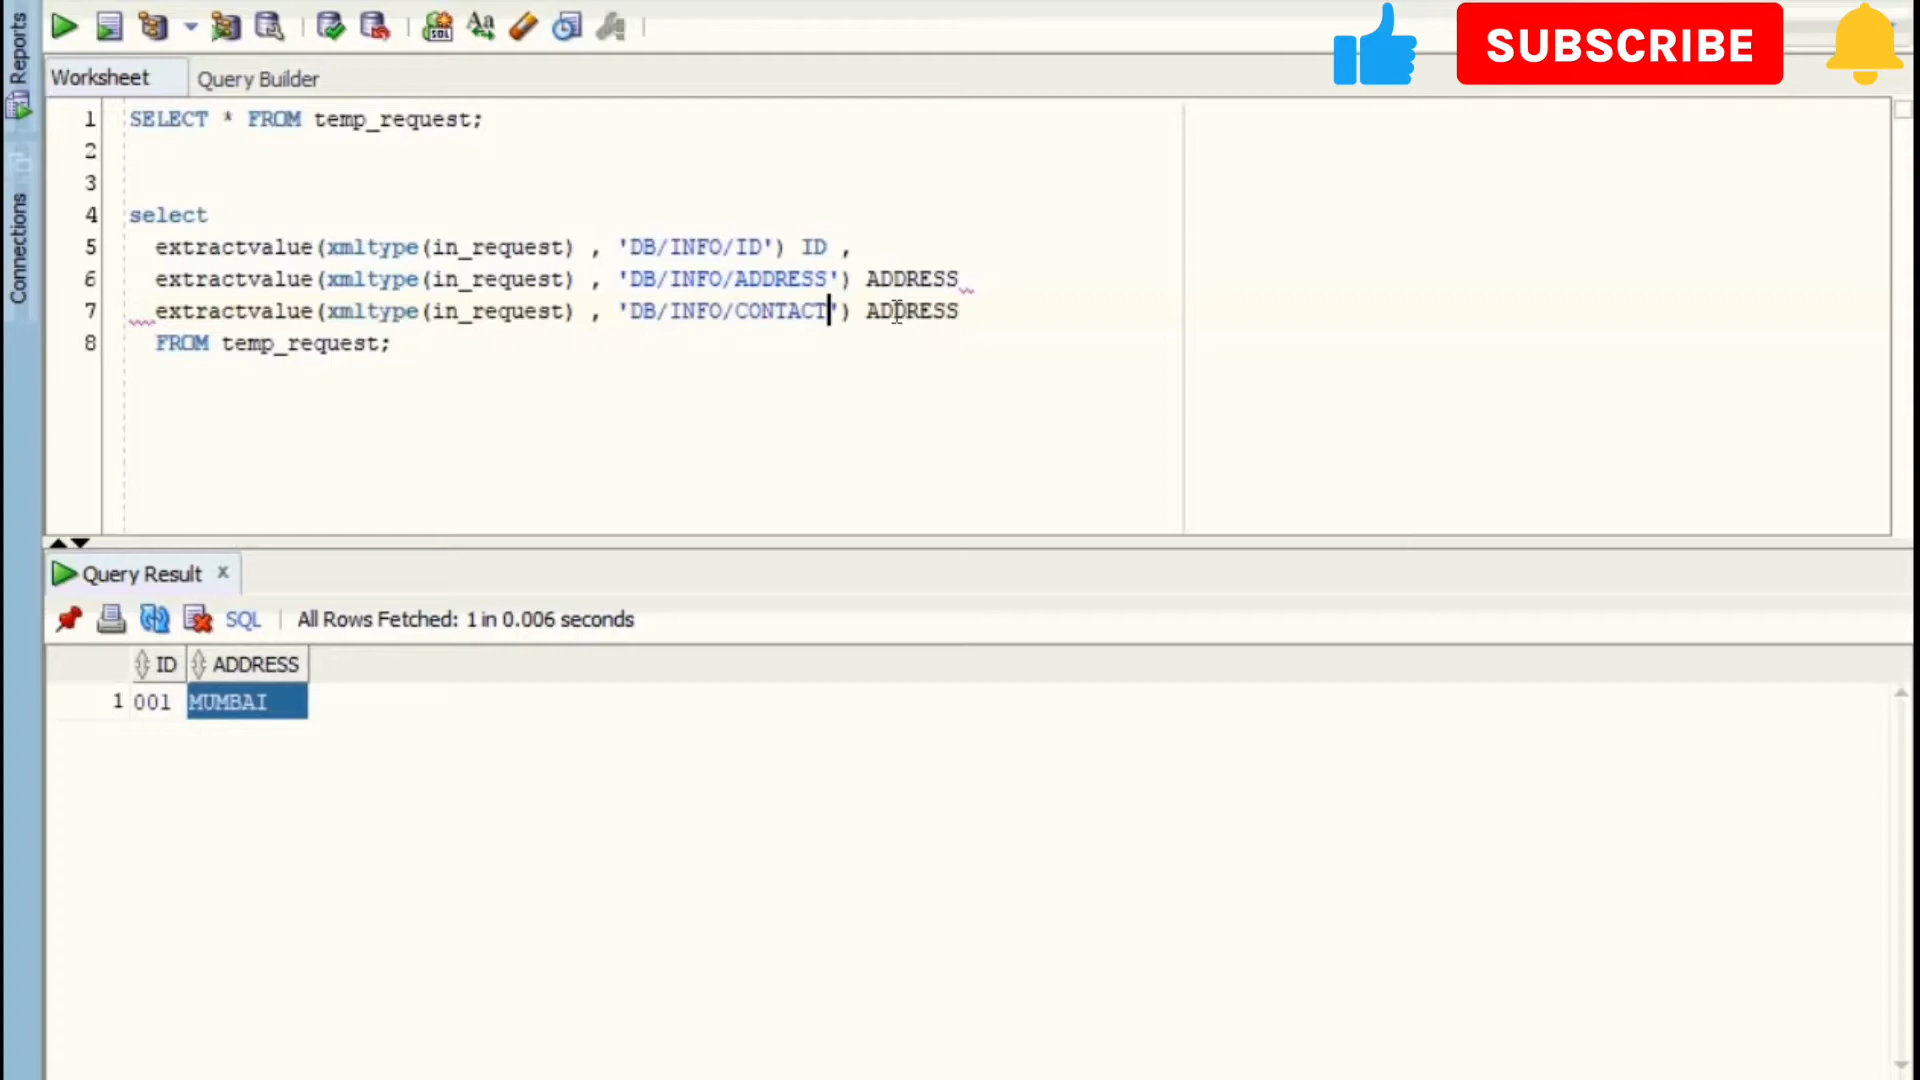 Reports
Connections
SUBSCRIBE
Worksheet
Query Builder
1 SELECT * FROM temp_request;
2
3
4 select
5 extractvalue(xmltype(in_request) , 'DB/INFO/ID') ID ,
6 extractvalue(xmltype(in_request) , 'DB/INFO/ADDRESS') ADDRESS
7 extractvalue(xmltype(in_request) , 'DB/INFO/CONTACT') ADDRESS
8 FROM temp_request;
Query Result x
SQL | All Rows Fetched: 1 in 0.006 seconds
ID ADDRESS
1 001 MUMBAI